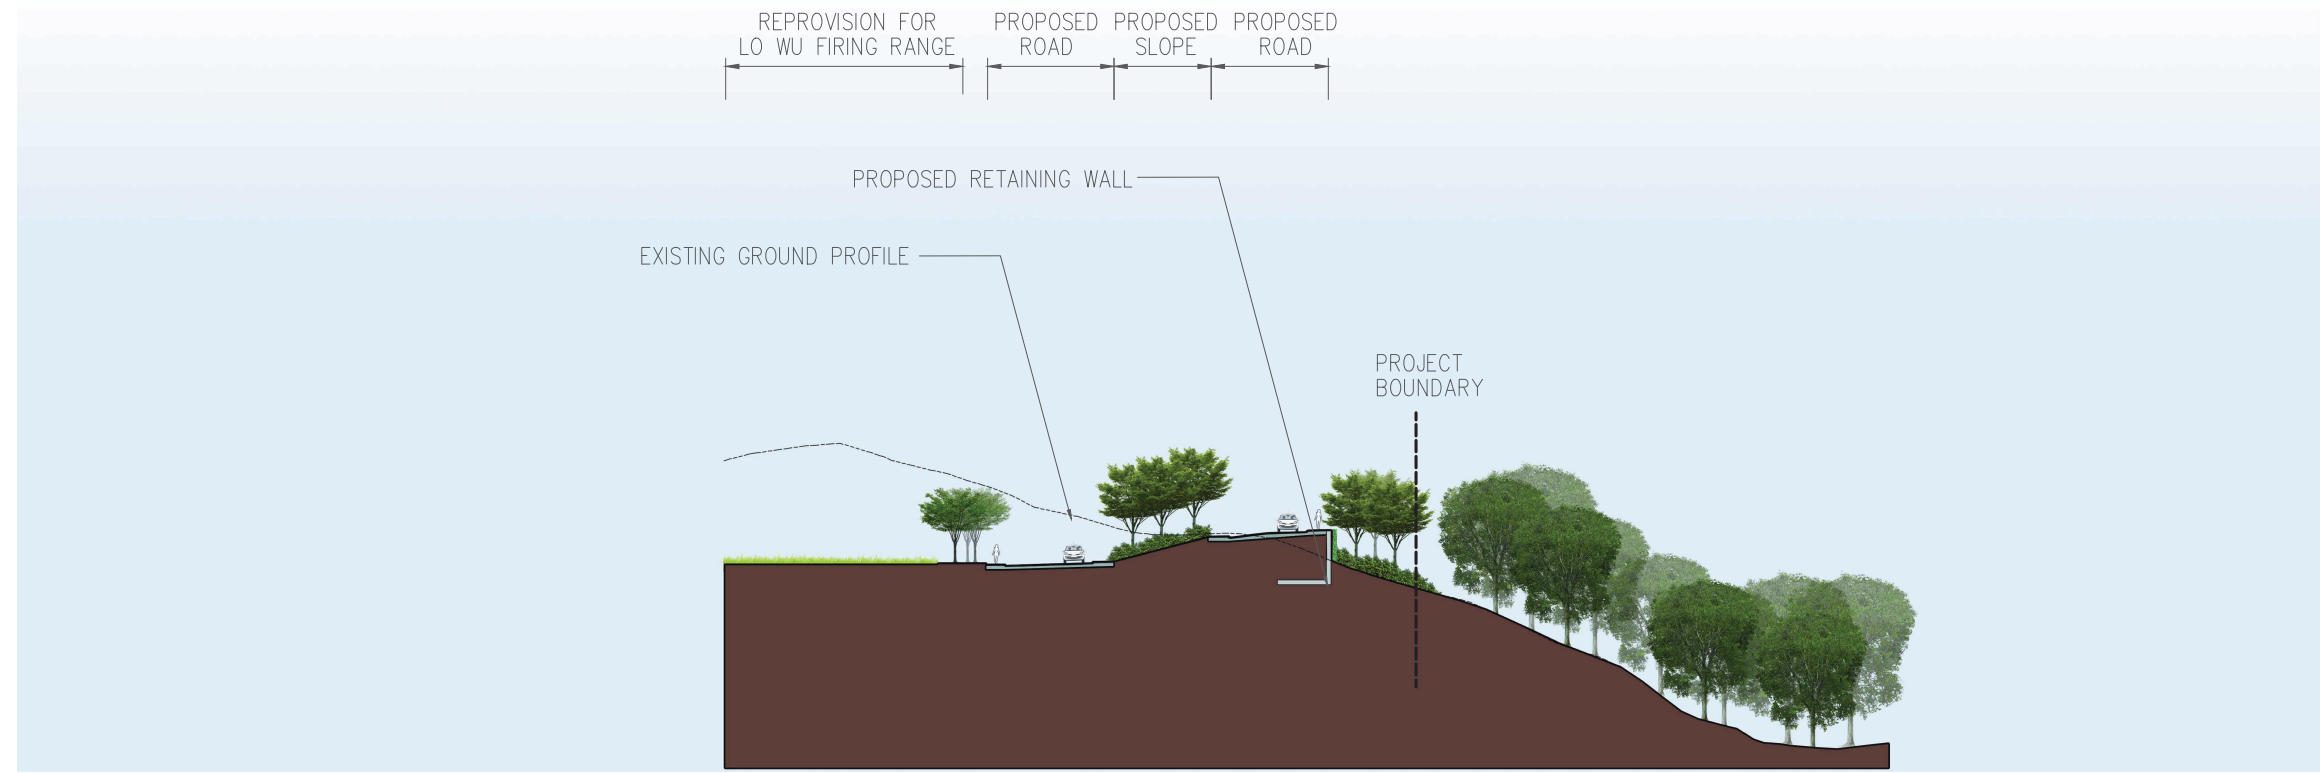 REPROVISION FOR
LO WU FIRING RANGE
PROPOSED
ROAD
PROPOSED
SLOPE
PROPOSED
ROAD
PROPOSED RETAINING WALL
EXISTING GROUND PROFILE
PROJECT
BOUNDARY